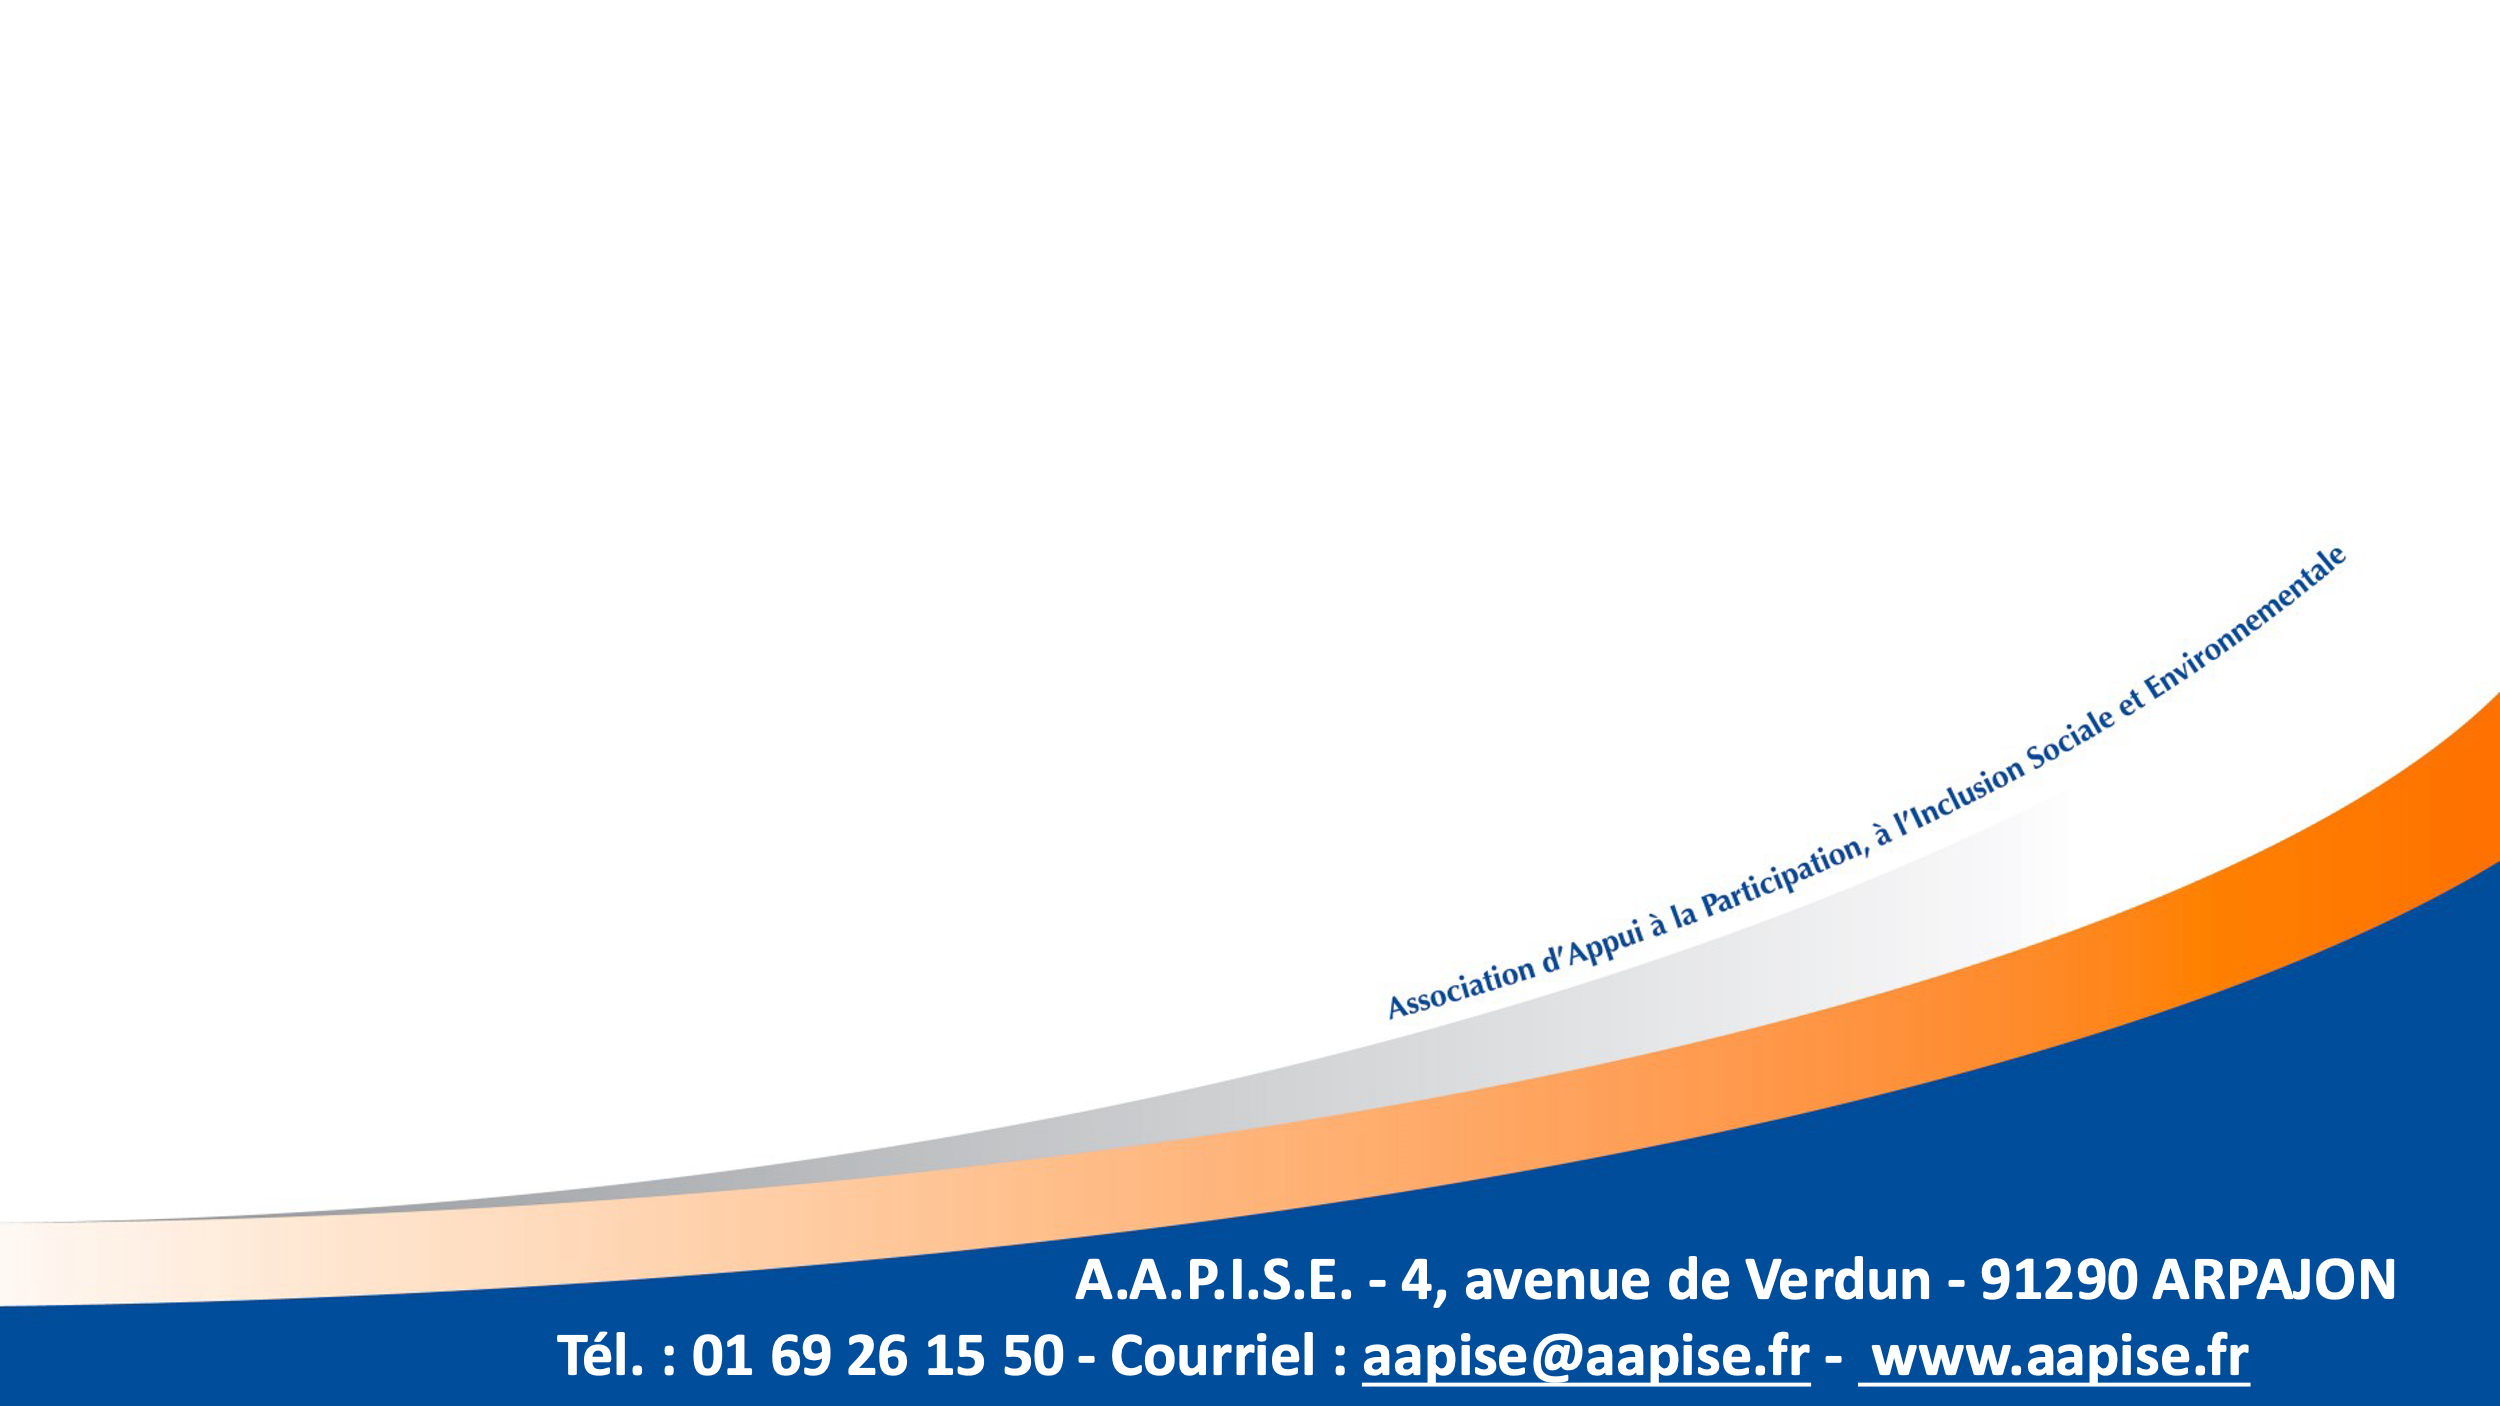 Association d'Appui à la Participation, à l'Inclusion Sociale et Environnementale
A.A.P.I.S.E. - 4, avenue de Verdun - 91290 ARPAJON
Tél. : 01 69 26 15 50 - Courriel : aapise@aapise.fr - www.aapise.fr